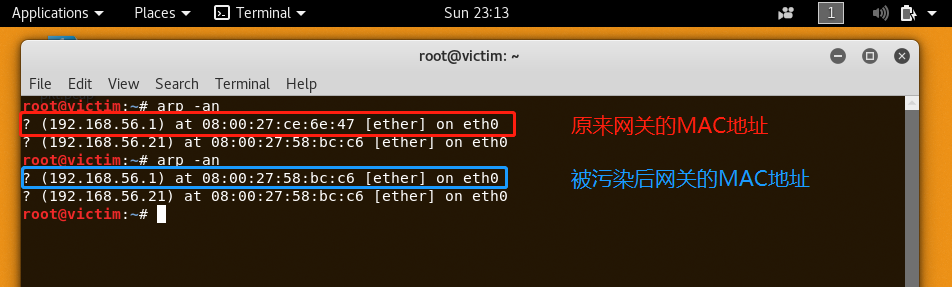 Applications Places Terminal Sun 23:13 1
root@victim: ~
File Edit View Search Terminal Help
root@victim:~# arp -an
? (192.168.56.1) at 08:00:27:ce:6e:47 [ether] on eth0 原来网关的MAC地址
? (192.168.56.21) at 08:00:27:58:bc:c6 [ether] on eth0
root@victim:~# arp -an
? (192.168.56.1) at 08:00:27:58:bc:c6 [ether] on eth0 被污染后网关的MAC地址
? (192.168.56.21) at 08:00:27:58:bc:c6 [ether] on eth0
root@victim:~#